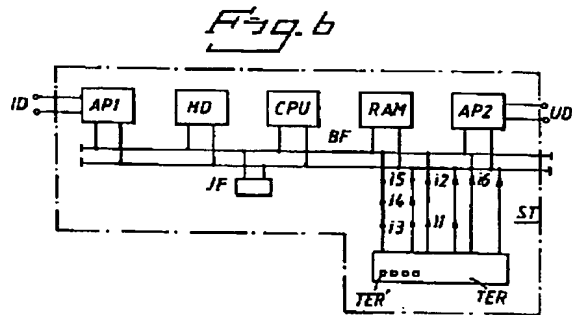 Fig. 6
ID
AP1
MD
CPU
RAM
AP2
UD
BF
JF
i5
i2
i6
i4
i3
i1
ST
TER'
TER